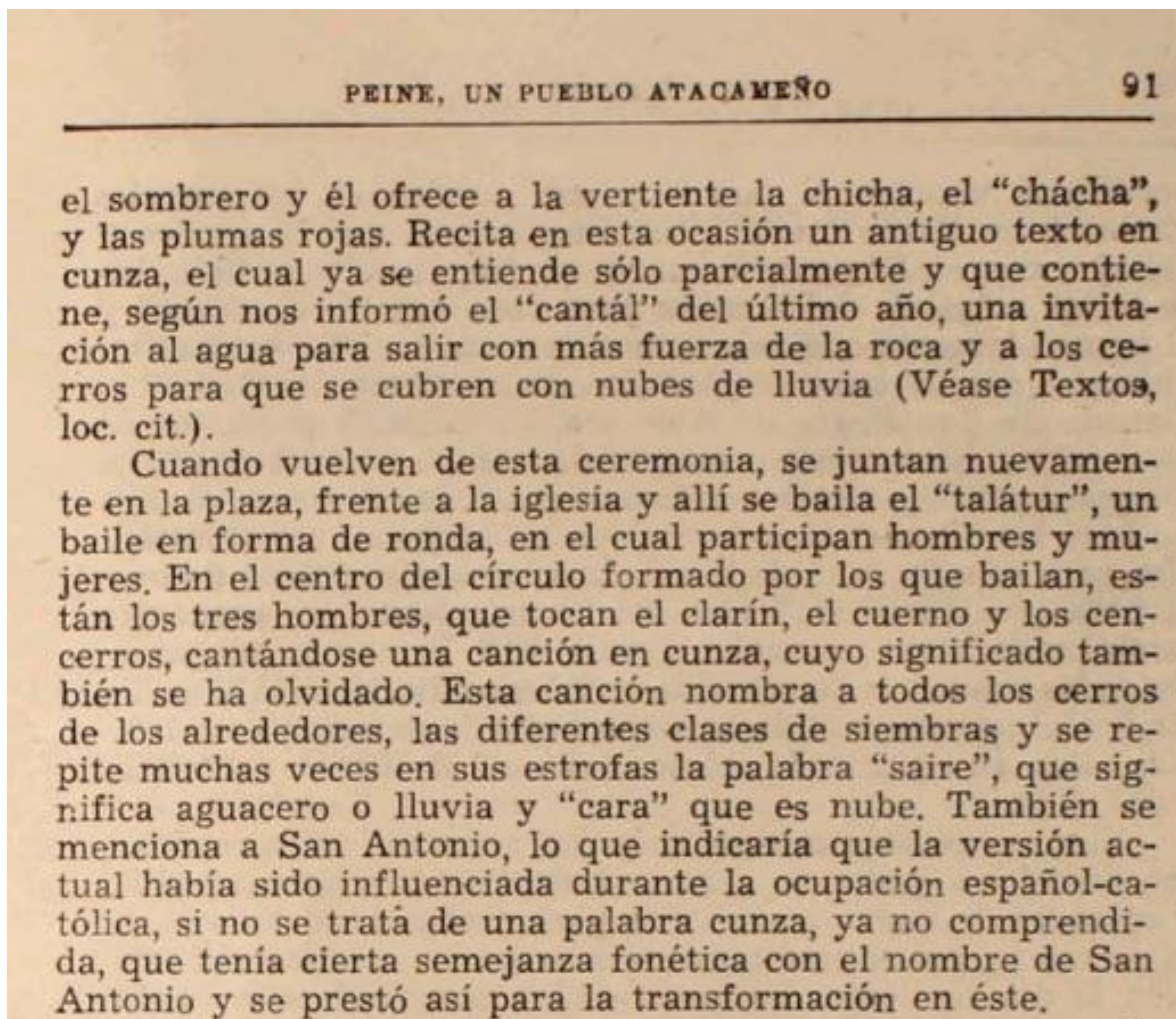 PEINE, UN PUEBLO ATACAMEÑO 91
el sombrero y él ofrece a la vertiente la chicha, el “chácha”,
y las plumas rojas. Recita en esta ocasión un antiguo texto en
cunza, el cual ya se entiende sólo parcialmente y que contie-
ne, según nos informó el “cantál” del último año, una invita-
ción al agua para salir con más fuerza de la roca y a los ce-
rros para que se cubren con nubes de lluvia (Véase Textos,
loc. cit.).
Cuando vuelven de esta ceremonia, se juntan nuevamen-
te en la plaza, frente a la iglesia y allí se baila el “talátur”, un
baile en forma de ronda, en el cual participan hombres y mu-
jeres. En el centro del círculo formado por los que bailan, es-
tán los tres hombres, que tocan el clarín, el cuerno y los cen-
cerros, cantándose una canción en cunza, cuyo significado tam-
bién se ha olvidado. Esta canción nombra a todos los cerros
de los alrededores, las diferentes clases de siembras y se re-
pite muchas veces en sus estrofas la palabra “saire”, que sig-
nifica aguacero o lluvia y “cara” que es nube. También se
menciona a San Antonio, lo que indicaría que la versión ac-
tual había sido influenciada durante la ocupación español-ca-
tólica, si no se trata de una palabra cunza, ya no comprendi-
da, que tenía cierta semejanza fonética con el nombre de San
Antonio y se prestó así para la transformación en éste.